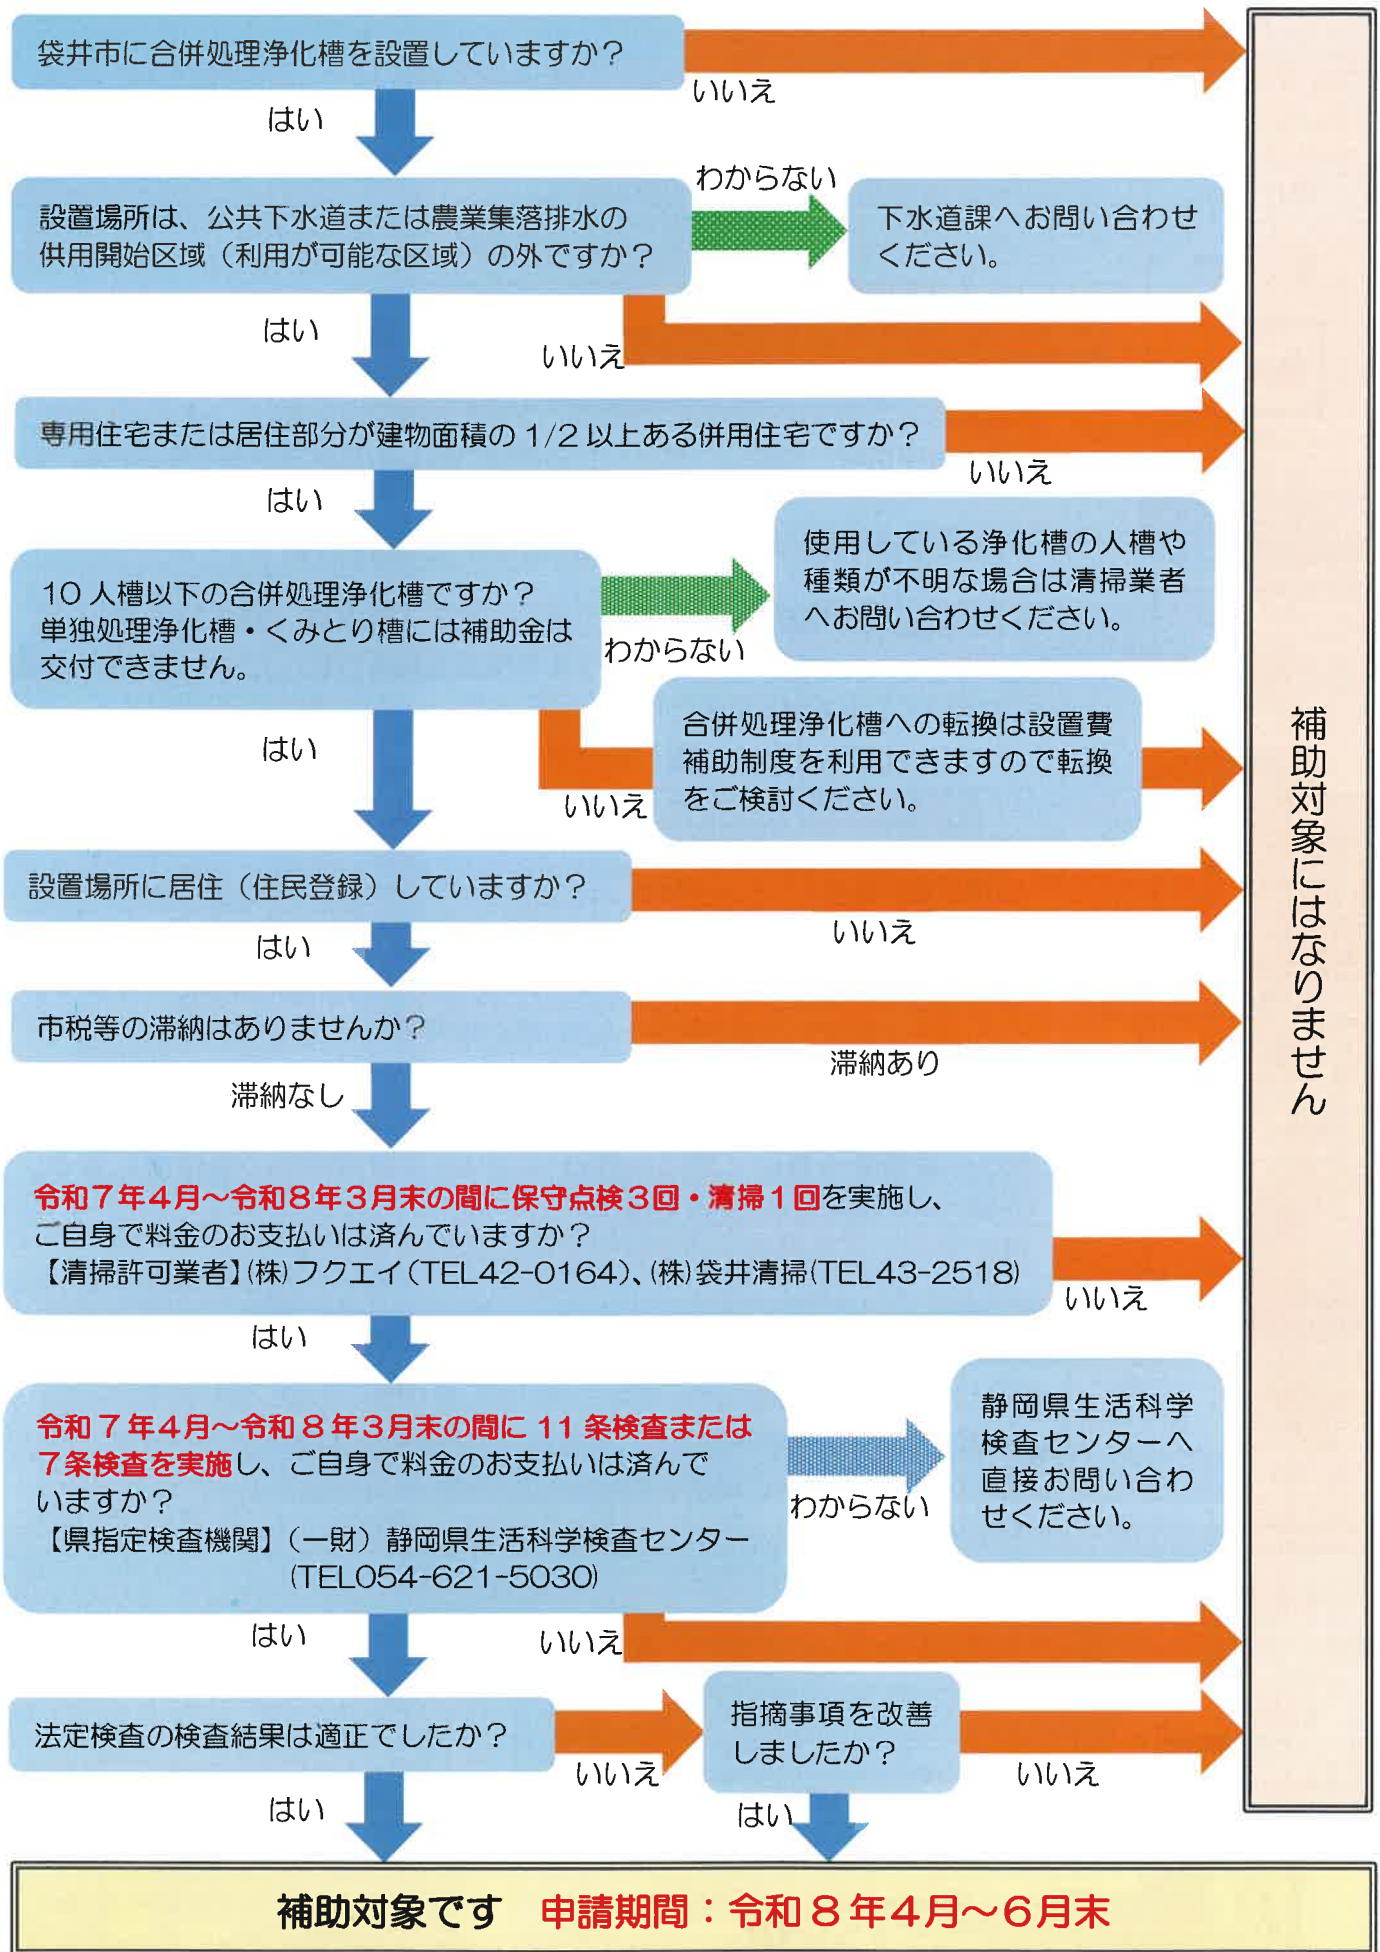 袋井市に合併処理浄化槽を設置していますか？
いいえ
はい
設置場所は、公共下水道または農業集落排水の
供用開始区域（利用が可能な区域）の外ですか？
わからない
下水道課へお問い合わせ
ください。
はい
いいえ
専用住宅または居住部分が建物面積の 1/2 以上ある併用住宅ですか？
いいえ
はい
10 人槽以下の合併処理浄化槽ですか？
単独処理浄化槽・くみとり槽には補助金は
交付できません。
わからない
使用している浄化槽の人槽や
種類が不明な場合は清掃業者
へお問い合わせください。
はい
いいえ
合併処理浄化槽への転換は設置費
補助制度を利用できますので転換
をご検討ください。
設置場所に居住（住民登録）していますか？
いいえ
はい
市税等の滞納はありませんか？
滞納あり
滞納なし
令和７年４月～令和８年３月末の間に保守点検３回・清掃１回を実施し、
ご自身で料金のお支払いは済んでいますか？
【清掃許可業者】(株)フクエイ(TEL42-0164)、(株)袋井清掃(TEL43-2518)
いいえ
はい
令和７年４月～令和８年３月末の間に 11 条検査または
７条検査を実施し、ご自身で料金のお支払いは済んで
いますか？
【県指定検査機関】（一財）静岡県生活科学検査センター
(TEL054-621-5030)
わからない
静岡県生活科学
検査センターへ
直接お問い合わ
せください。
はい
いいえ
法定検査の検査結果は適正でしたか？
いいえ
指摘事項を改善
しましたか？
いいえ
はい
はい
補助対象にはなりません
補助対象です　申請期間：令和８年４月～６月末